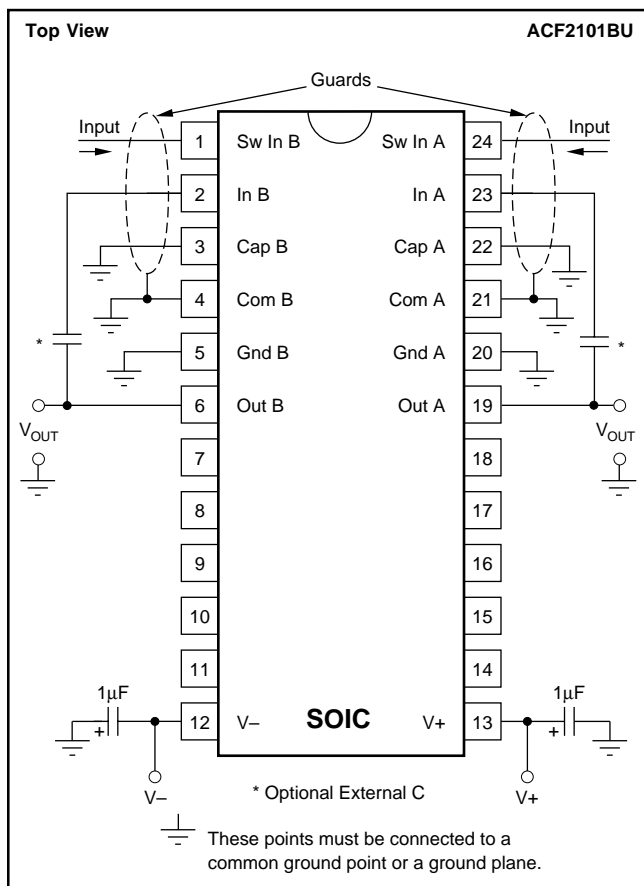 Top View ACF2101BU
Guards
Input 1 Sw In B Sw In A 24 Input
2 In B In A 23
3 Cap B Cap A 22
4 Com B Com A 21
* 5 Gnd B Gnd A 20 *
6 Out B Out A 19
VOUT VOUT
7 18
8 17
9 16
10 15
11 14
1µF 1µF
+ 12 V– SOIC V+ 13 +
V– * Optional External C V+
These points must be connected to a
common ground point or a ground plane.